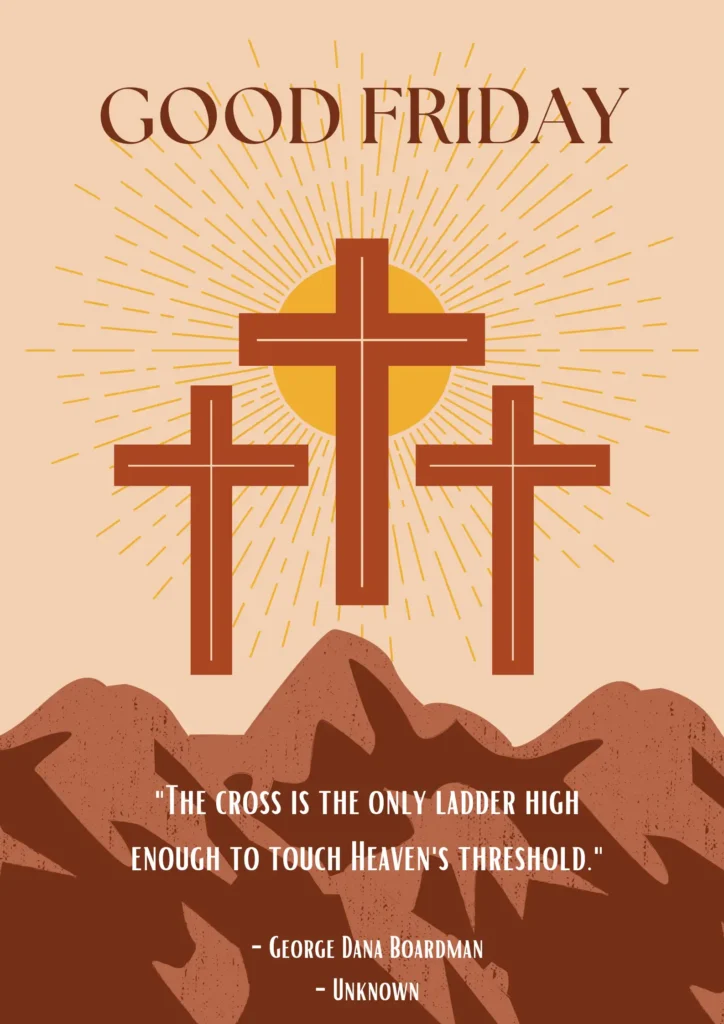 GOOD FRIDAY
"The cross is the only ladder high
enough to touch Heaven's threshold."
- George Dana Boardman
- Unknown